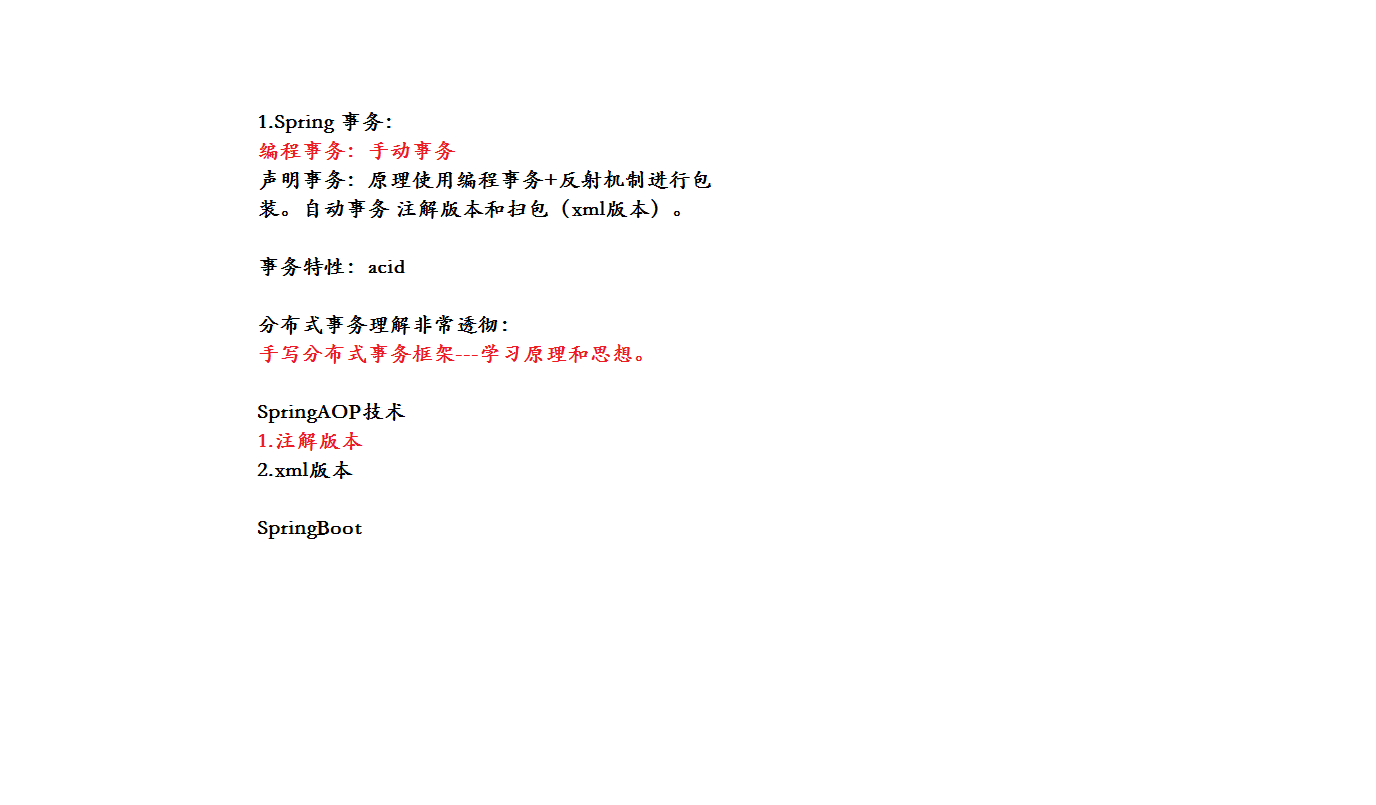 1.Spring 事务：
编程事务：手动事务
声明事务：原理使用编程事务+反射机制进行包
装。自动事务 注解版本和扫包（xml版本）。
事务特性：acid
分布式事务理解非常透彻：
手写分布式事务框架---学习原理和思想。
SpringAOP技术
1.注解版本
2.xml版本
SpringBoot